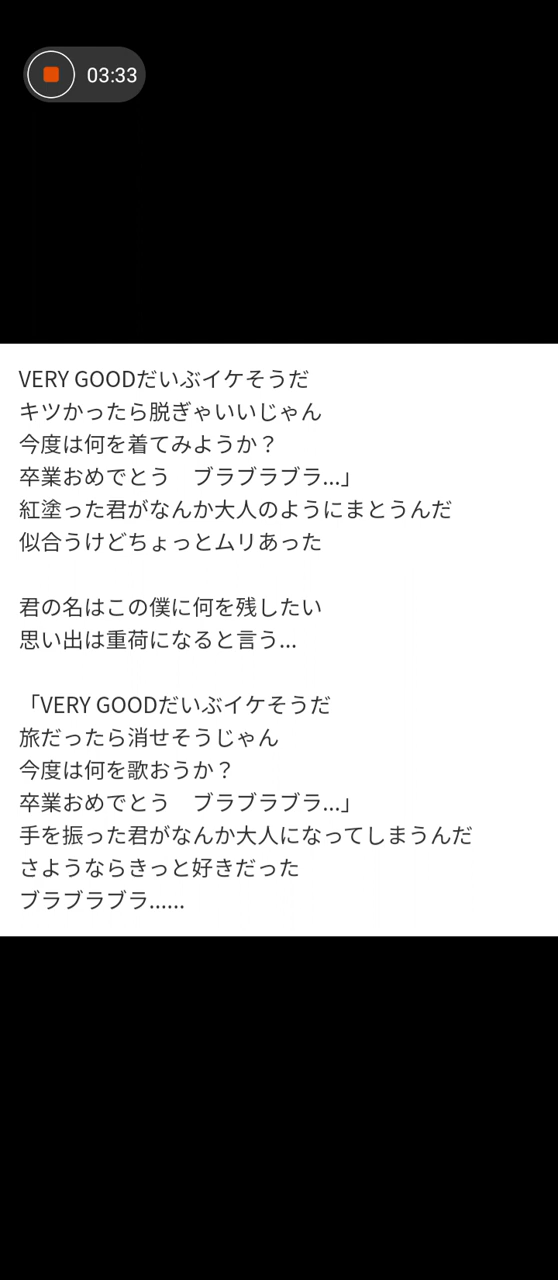 03:33
VERY GOODだいぶイケそうだ
キツかったら脱ぎゃいいじゃん
今度は何を着てみようか？
卒業おめでとう　ブラブラブラ...」
紅塗った君がなんか大人のようにまとうんだ
似合うけどちょっとムリあった
君の名はこの僕に何を残したい
思い出は重荷になると言う...
「VERY GOODだいぶイケそうだ
旅だったら消せそうじゃん
今度は何を歌おうか？
卒業おめでとう　ブラブラブラ...」
手を振った君がなんか大人になってしまうんだ
さようならきっと好きだった
ブラブラブラ......